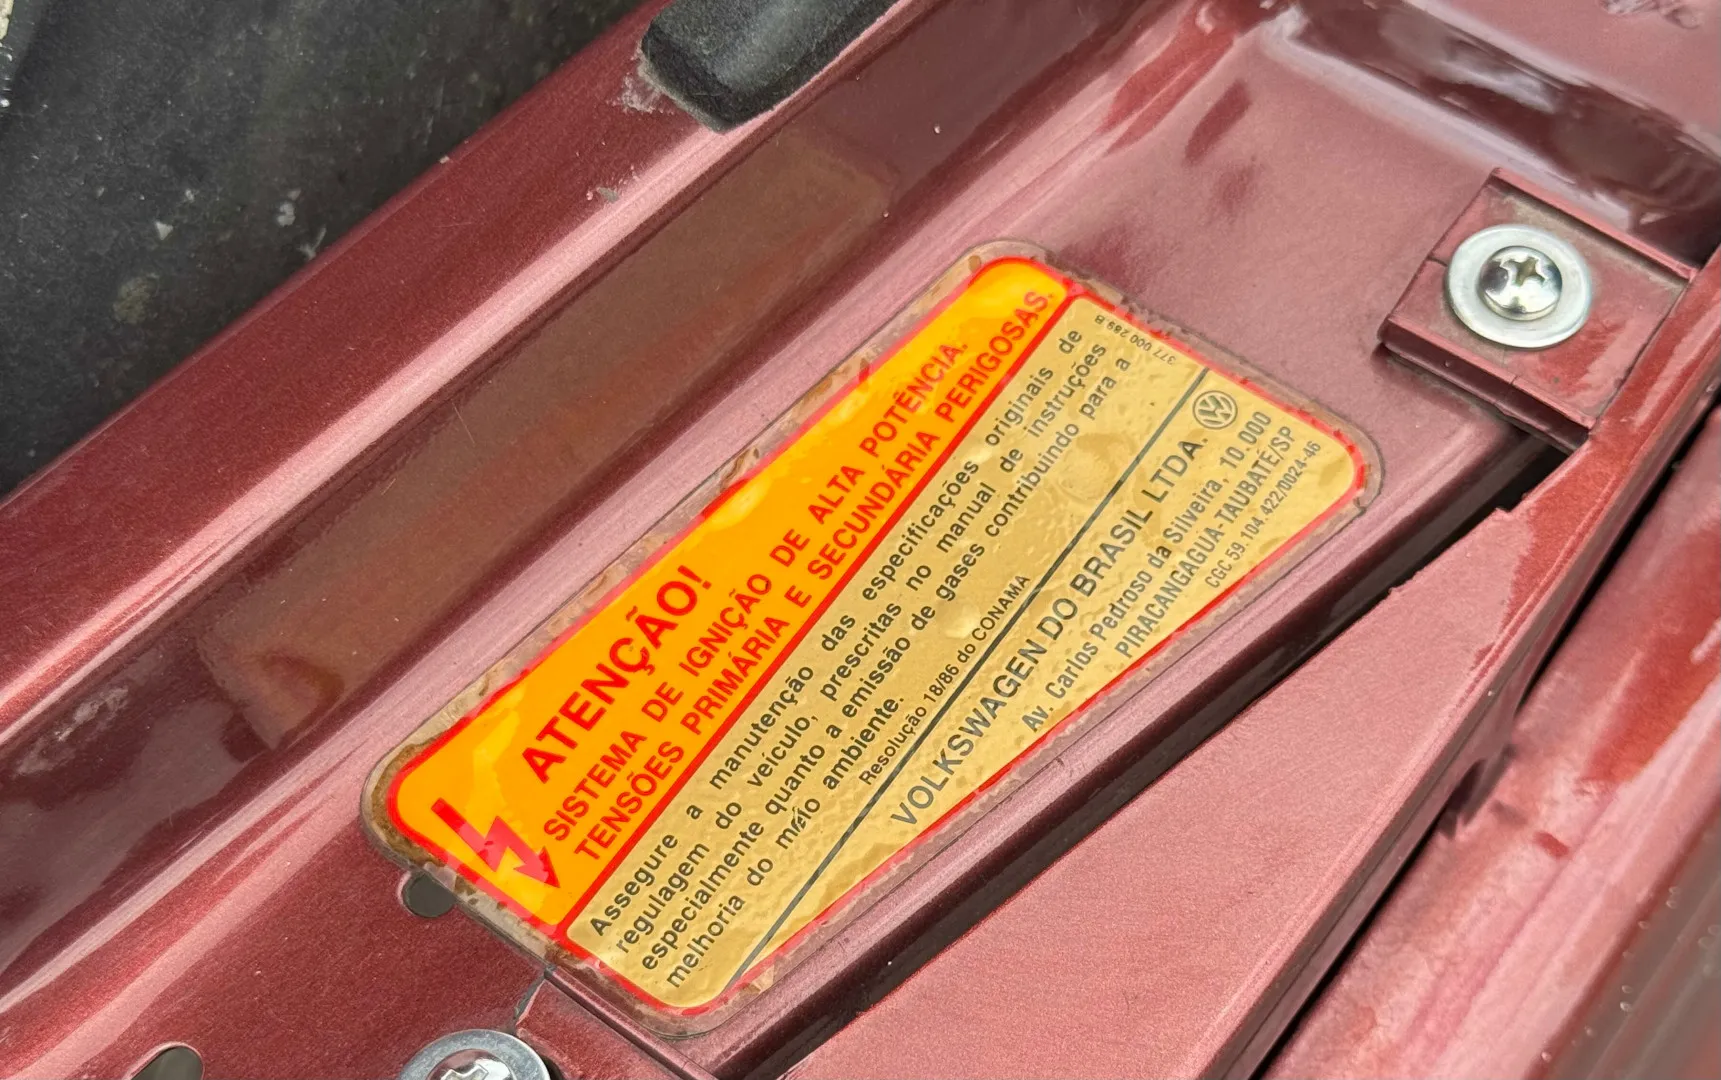 ATENÇÃO!
SISTEMA DE IGNIÇÃO DE ALTA POTÊNCIA.
TENSÕES PRIMÁRIA E SECUNDÁRIA PERIGOSAS.
377 000 289 B
Assegure a manutenção das especificações originais de
regulagem do veículo, prescritas no manual de instruções
especialmente quanto a emissão de gases contribuindo para a
melhoria do meio ambiente.
Resolução 18/86 do CONAMA
VOLKSWAGEN DO BRASIL LTDA.
Av. Carlos Pedroso da Silveira, 10.000
PIRACANGAGUA-TAUBATÉ/SP
CGC 59.104.422/0024-46